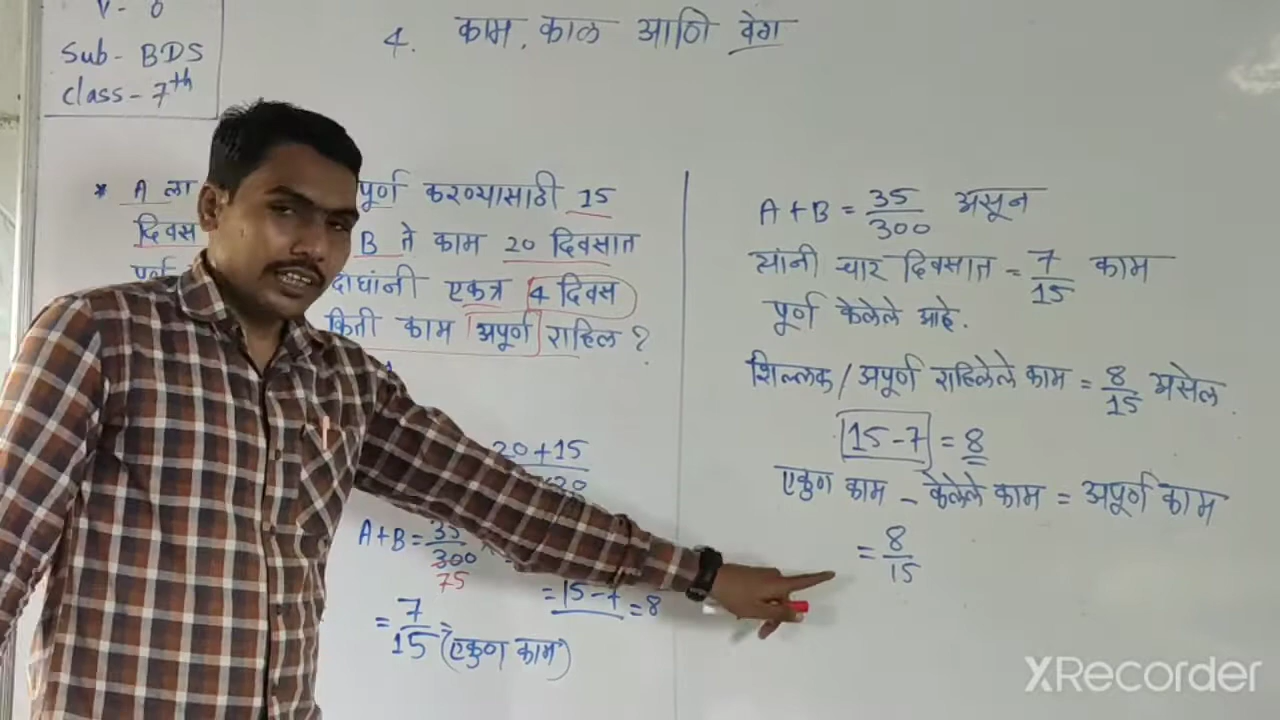 V- 0
Sub- BDS
Class- 7th
4. काम, काळ आणि वेग
* A ला पूर्ण करण्यासाठी 15
दिवस B ते काम 20 दिवसात
पूर्ण दोघांनी एकत्र 4 दिवस
किती काम अपूर्ण राहिल ?
20+15
A+B = 35/300
75
= 15-7 = 8
= 7/15 (एकुण काम)
A+B = 35/300 असून
त्यांनी चार दिवसात = 7/15 काम
पूर्ण केलेले आहे.
शिल्लक / अपूर्ण राहिलेले काम = 8/15 असेल.
15-7 = 8
एकुण काम - केलेले काम = अपूर्ण काम
= 8/15
XRecorder